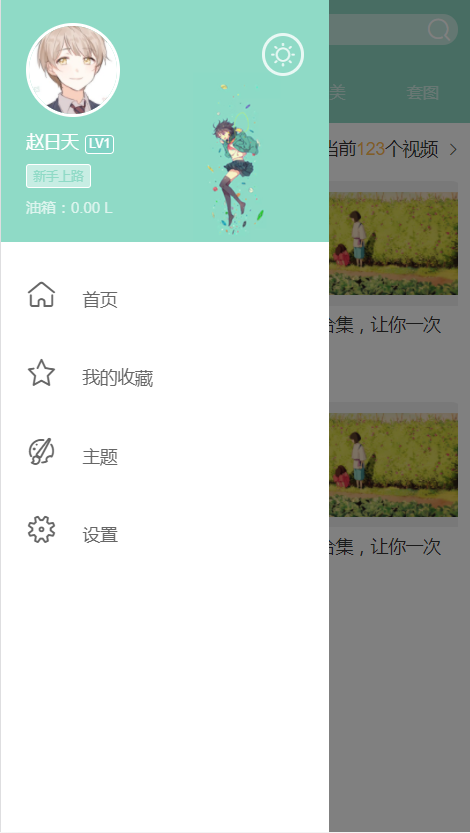 赵日天 LV1
新手上路
油箱：0.00 L
首页
我的收藏
主题
设置
美
套图
当前123个视频
合集，让你一次
合集，让你一次